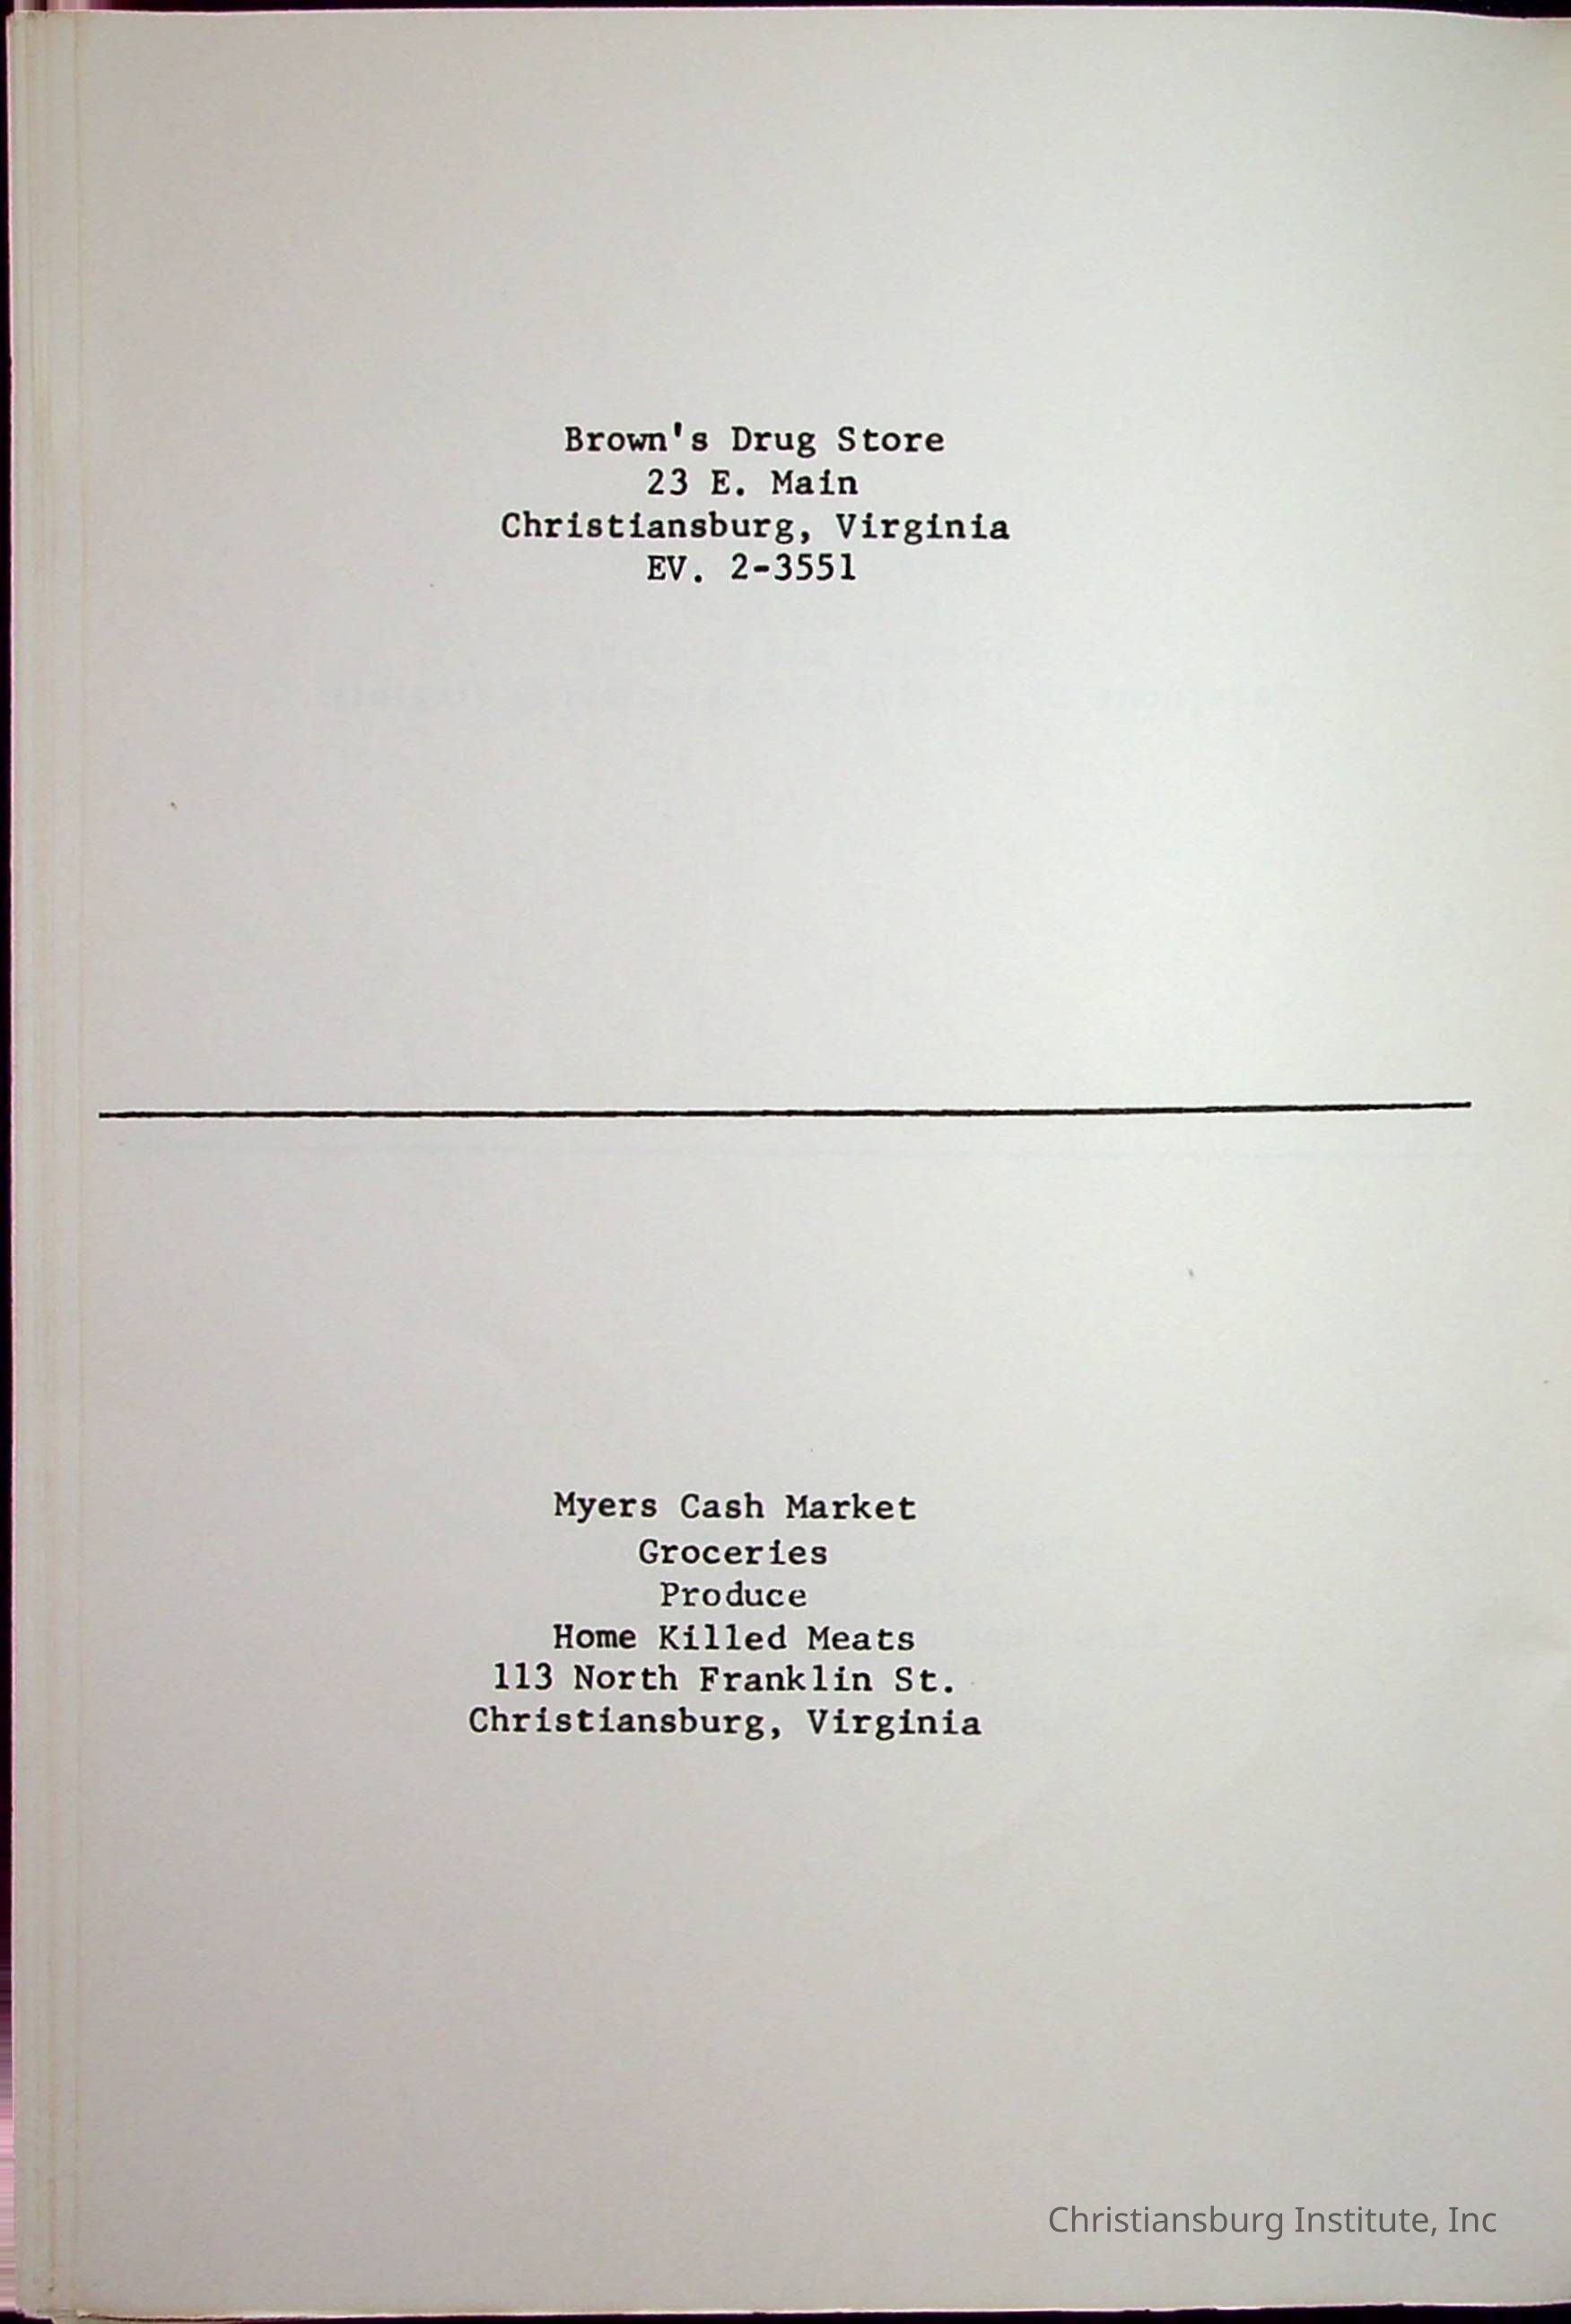 Brown's Drug Store
23 E. Main
Christiansburg, Virginia
EV. 2-3551
Myers Cash Market
Groceries
Produce
Home Killed Meats
113 North Franklin St.
Christiansburg, Virginia
Christiansburg Institute, Inc